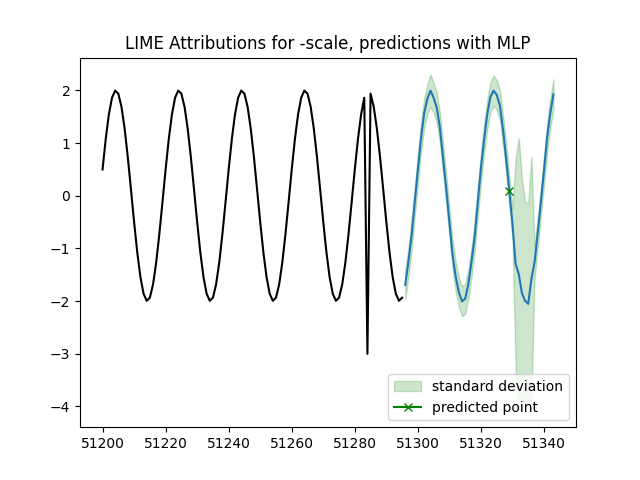 LIME Attributions for -scale, predictions with MLP
2
1
0
−1
−2
−3
−4
standard deviation
predicted point
51200 51220 51240 51260 51280 51300 51320 51340